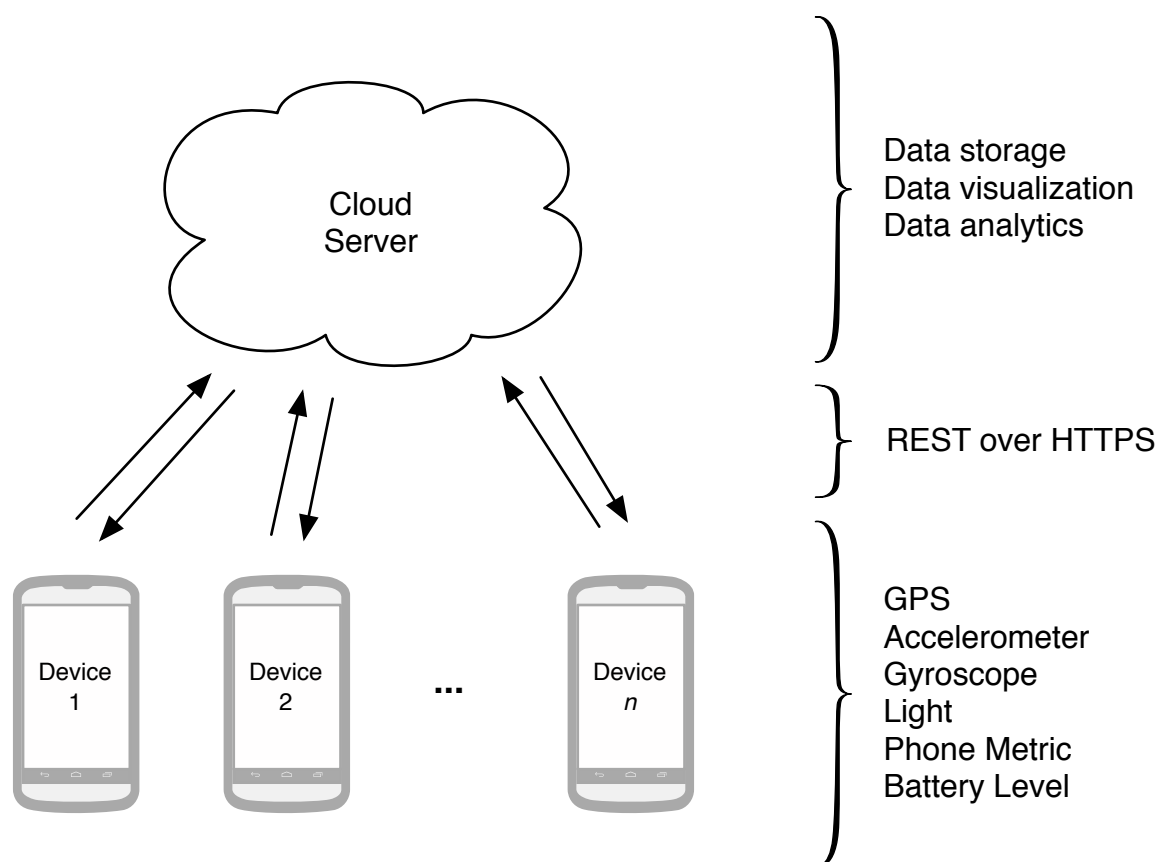 Cloud
Server
Data storage
Data visualization
Data analytics
REST over HTTPS
Device
1
Device
2
...
Device
n
GPS
Accelerometer
Gyroscope
Light
Phone Metric
Battery Level